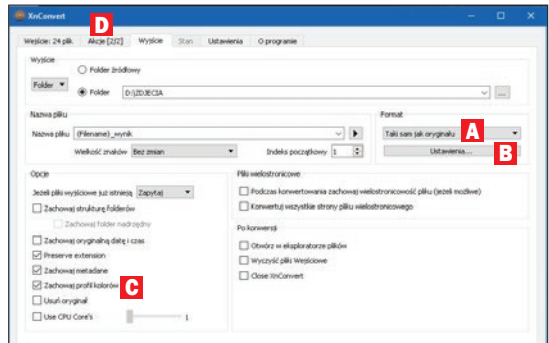 XnConvert
D
Wejście: 24 plik. Akcje [2/2] Wyjście Stan Ustawienia O programie
Wyjście
Folder źródłowy
Folder
Folder D:\ZDJECIA ...
Nazwa pliku
Nazwa pliku {Filename}_wynik
Wielkość znaków Bez zmian Indeks początkowy 1
Format
Taki sam jak oryginału A
Ustawienia... B
Opcje
Jeżeli pliki wyjściowe już istnieją Zapytaj
Zachowaj strukturę folderów
Zachowaj folder nadrzędny
Zachowaj oryginalną datę i czas
Preserve extension
Zachowaj metadane
Zachowaj profil kolorów C
Usuń oryginał
Use CPU Core's 1
Pliki wielostronicowe
Podczas konwertowania zachowaj wielostronicowość pliku (jeżeli możliwe)
Konwertuj wszystkie strony pliku wielostronicowego
Po konwersji
Otwórz w eksploratorze plików
Wyczyść pliki Wejściowe
Close XnConvert